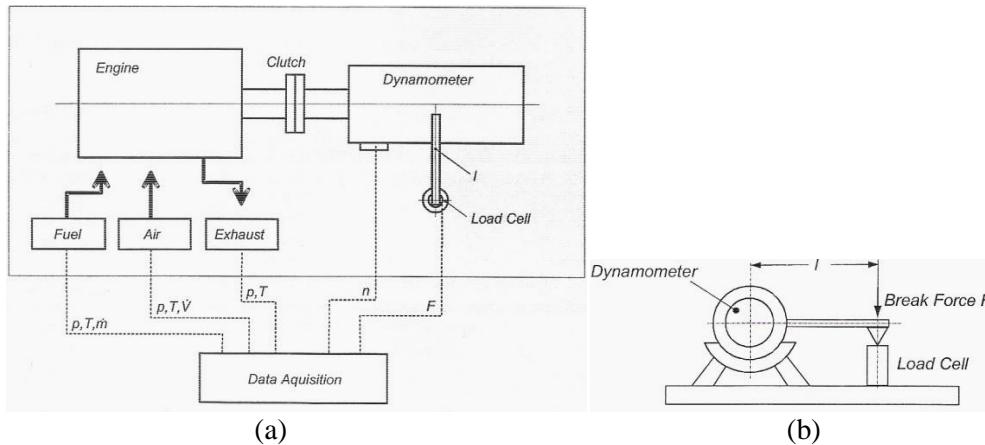 Engine
Clutch
Dynamometer
l
Load Cell
Fuel
Air
Exhaust
p,T,ṁ
p,T,V̇
p,T
n
F
Data Aquisition
(a)
l
Dynamometer
Break Force F
Load Cell
(b)